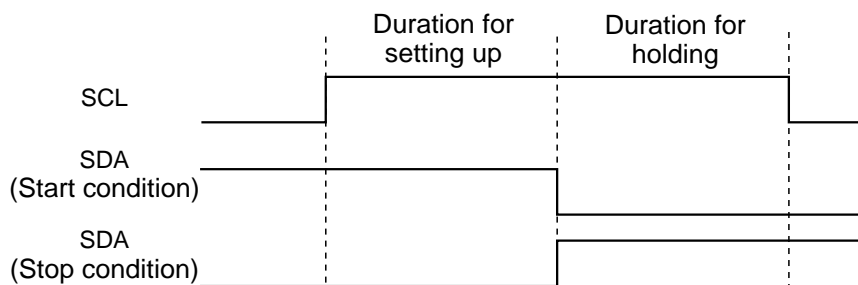 Duration for
setting up
Duration for
holding
SCL
SDA
(Start condition)
SDA
(Stop condition)